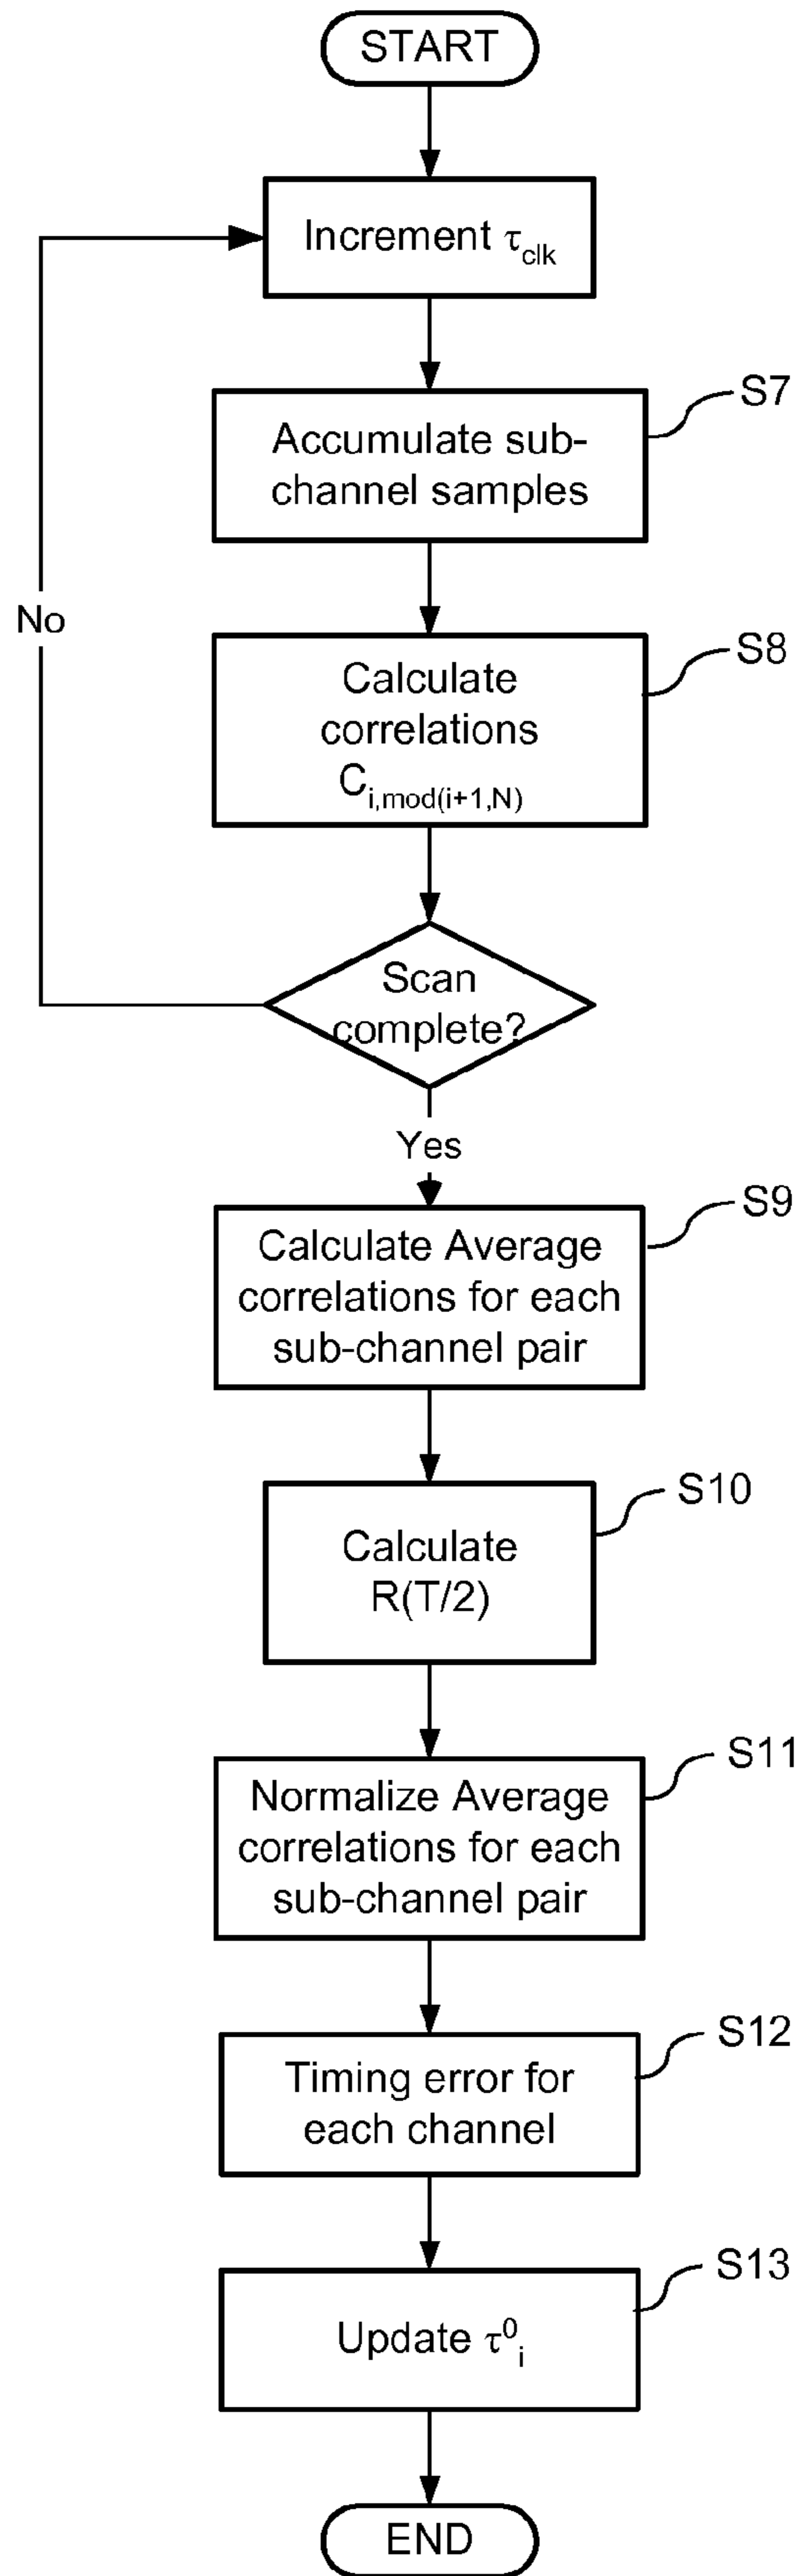 START
Increment τclk
S7
Accumulate sub-
channel samples
S8
Calculate
correlations
Ci,mod(i+1,N)
No
Scan
complete?
Yes
S9
Calculate Average
correlations for each
sub-channel pair
S10
Calculate
R(T/2)
S11
Normalize Average
correlations for each
sub-channel pair
S12
Timing error for
each channel
S13
Update τ⁰i
END